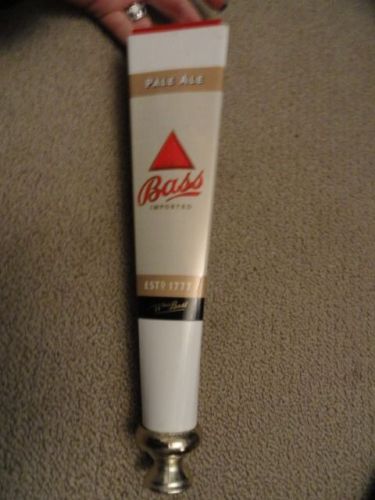 PALE ALE
Bass
IMPORTED
ESTD 1777